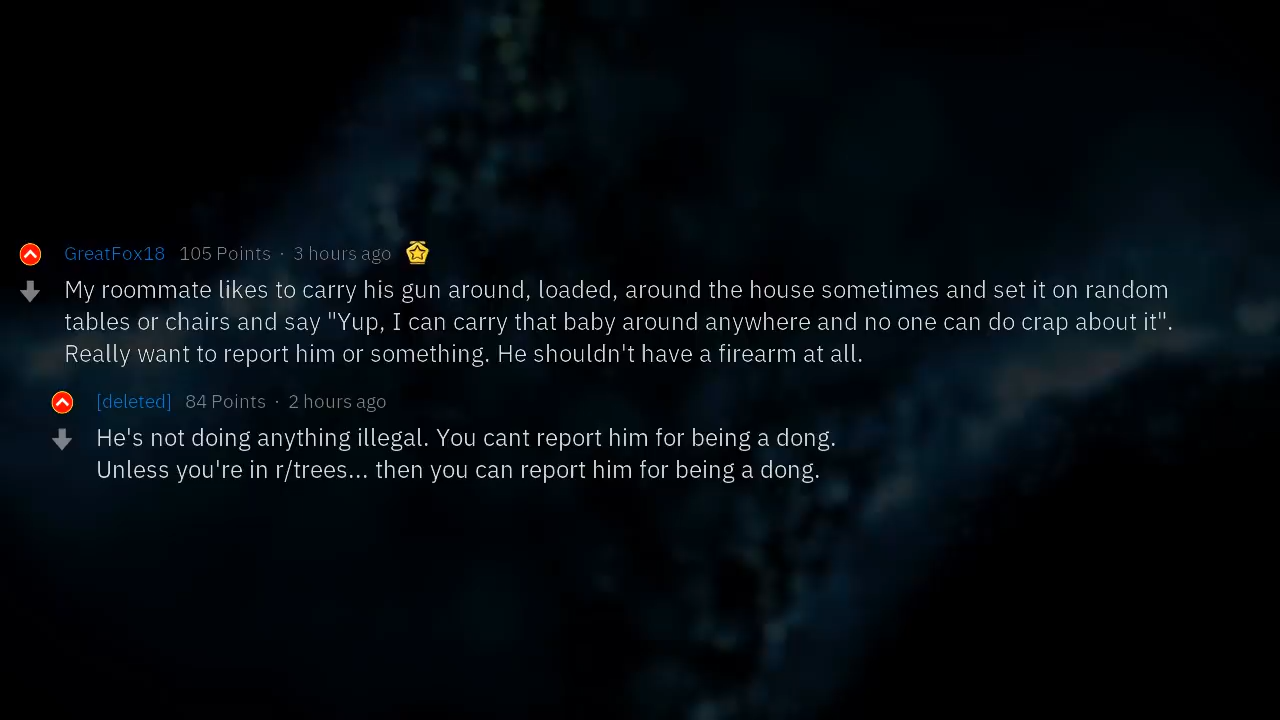 GreatFox18 105 Points · 3 hours ago
My roommate likes to carry his gun around, loaded, around the house sometimes and set it on random
tables or chairs and say "Yup, I can carry that baby around anywhere and no one can do crap about it".
Really want to report him or something. He shouldn't have a firearm at all.
[deleted] 84 Points · 2 hours ago
He's not doing anything illegal. You cant report him for being a dong.
Unless you're in r/trees... then you can report him for being a dong.